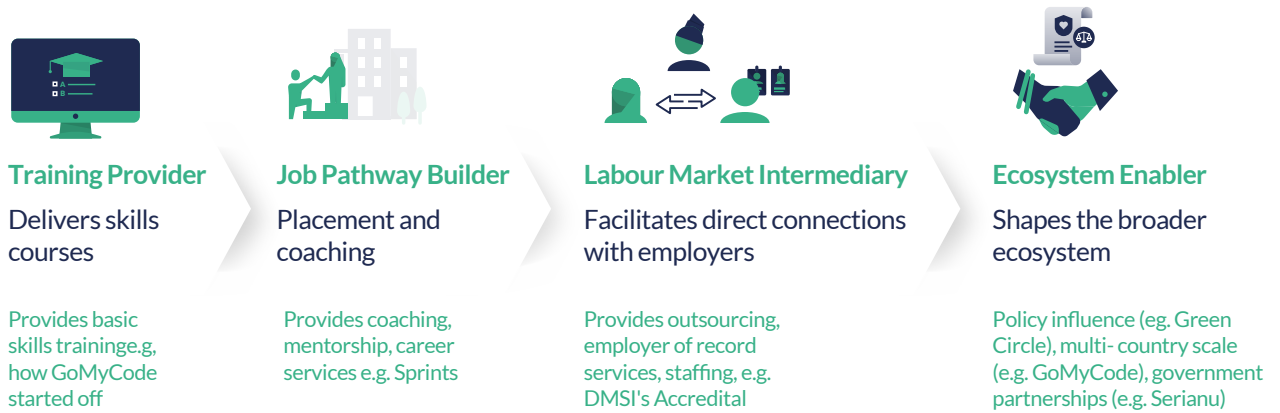 A
B
Training Provider
Delivers skills
courses
Provides basic
skills traininge.g,
how GoMyCode
started off
Job Pathway Builder
Placement and
coaching
Provides coaching,
mentorship, career
services e.g. Sprints
Labour Market Intermediary
Facilitates direct connections
with employers
Provides outsourcing,
employer of record
services, staffing, e.g.
DMSI's Accredital
Ecosystem Enabler
Shapes the broader
ecosystem
Policy influence (eg. Green
Circle), multi- country scale
(e.g. GoMyCode), government
partnerships (e.g. Serianu)